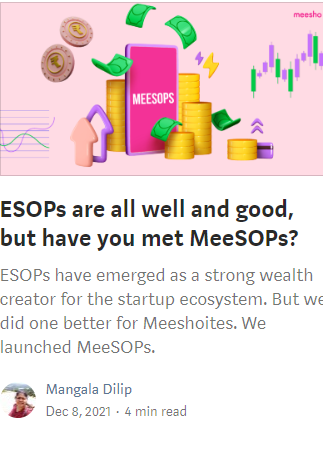 meesho
MEESOPS
ESOPs are all well and good,
but have you met MeeSOPs?
ESOPs have emerged as a strong wealth
creator for the startup ecosystem. But we
did one better for Meeshoites. We
launched MeeSOPs.
Mangala Dilip
Dec 8, 2021 · 4 min read